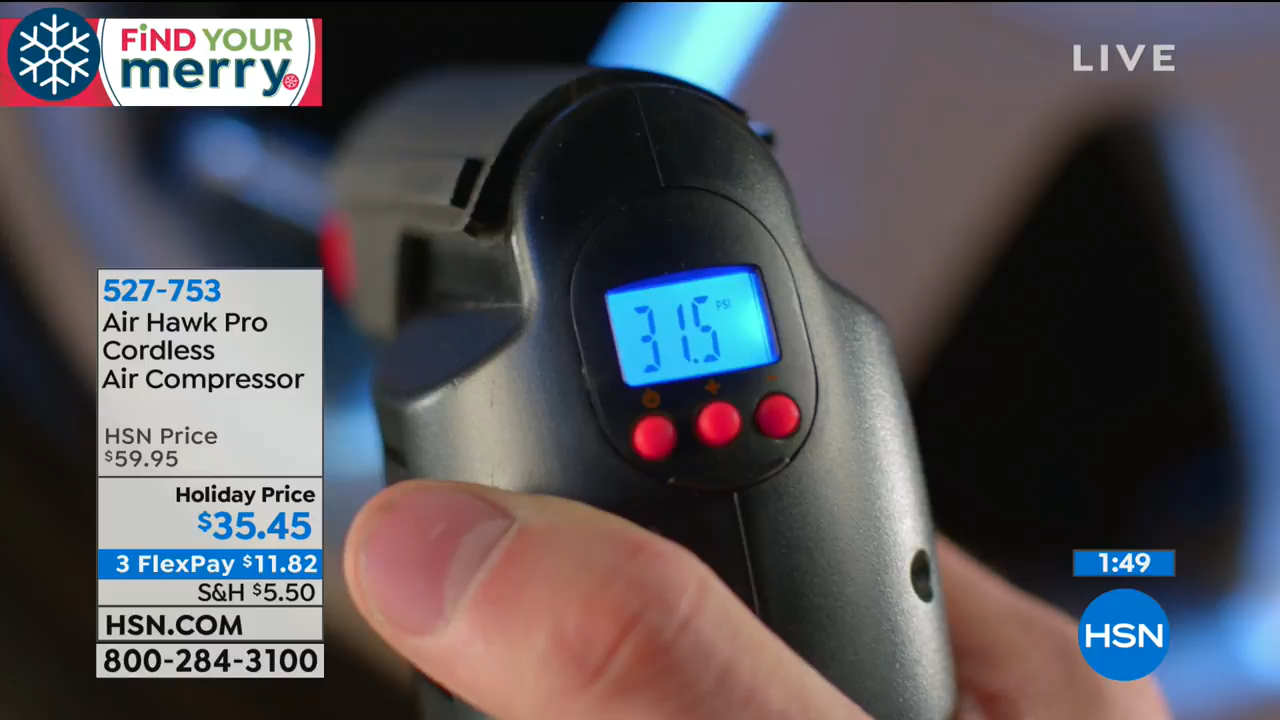 FiND YOUR
merry.
LIVE
527-753
Air Hawk Pro
Cordless
Air Compressor
HSN Price
$59.95
Holiday Price
$35.45
3 FlexPay $11.82
S&H $5.50
HSN.COM
800-284-3100
31.5 PSI
1:49
HSN